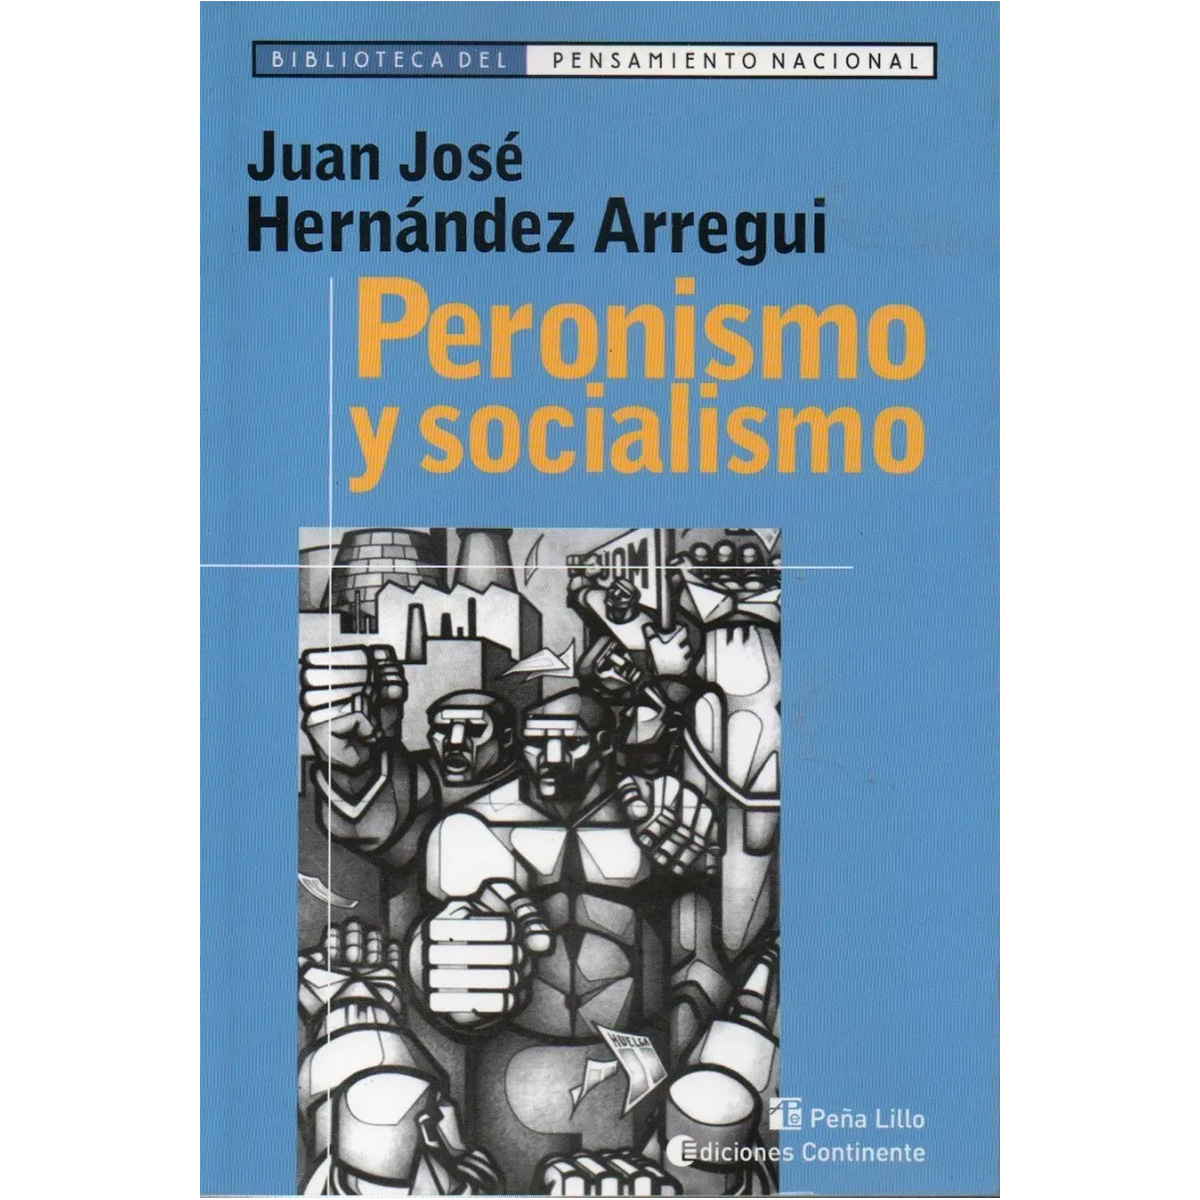 BIBLIOTECA DEL PENSAMIENTO NACIONAL
Juan José
Hernández Arregui
Peronismo
y socialismo
UOM
HUELGA
Peña Lillo
Ediciones Continente